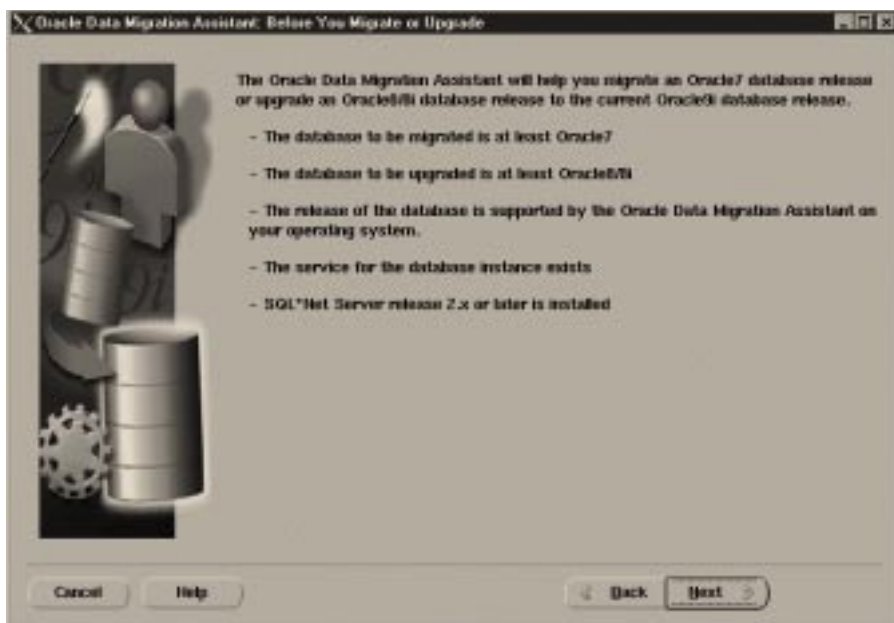 Oracle Data Migration Assistant: Before You Migrate or Upgrade
The Oracle Data Migration Assistant will help you migrate an Oracle7 database release
or upgrade an Oracle8/8i database release to the current Oracle9i database release.
- The database to be migrated is at least Oracle7
- The database to be upgraded is at least Oracle8/8i
- The release of the database is supported by the Oracle Data Migration Assistant on
your operating system.
- The service for the database instance exists
- SQL*Net Server release 2.x or later is installed
9i
Cancel
Help
Back
Next